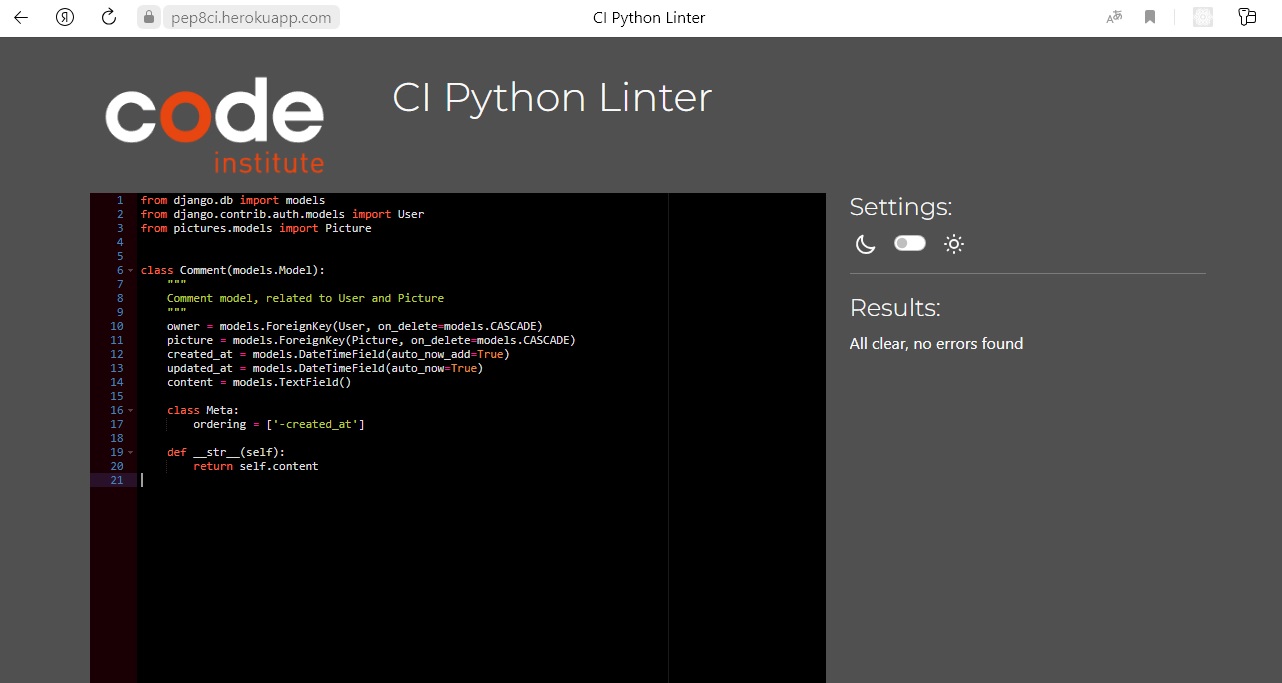 pep8ci.herokuapp.com
CI Python Linter
code
institute
CI Python Linter
1 from django.db import models
2 from django.contrib.auth.models import User
3 from pictures.models import Picture
4
5
6 class Comment(models.Model):
7     """
8     Comment model, related to User and Picture
9     """
10     owner = models.ForeignKey(User, on_delete=models.CASCADE)
11     picture = models.ForeignKey(Picture, on_delete=models.CASCADE)
12     created_at = models.DateTimeField(auto_now_add=True)
13     updated_at = models.DateTimeField(auto_now=True)
14     content = models.TextField()
15
16     class Meta:
17         ordering = ['-created_at']
18
19     def __str__(self):
20         return self.content
21
Settings:
Results:
All clear, no errors found